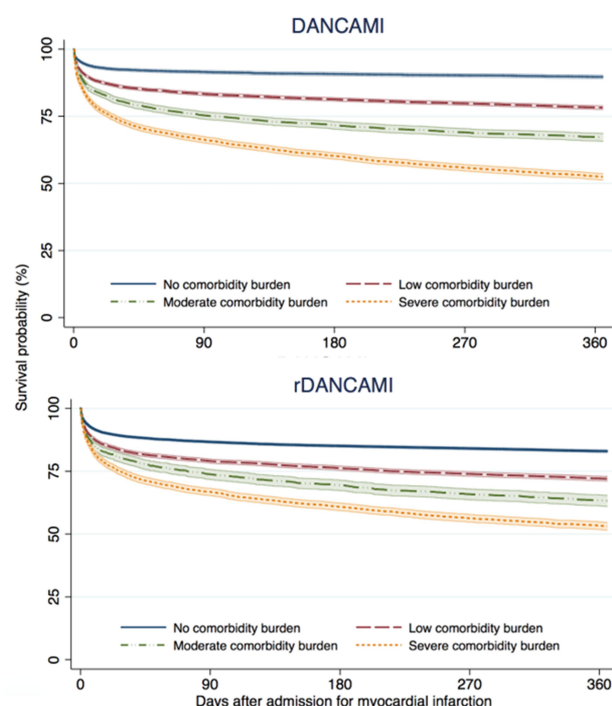 DANCAMI
Survival probability (%)
100
75
50
25
0
No comorbidity burden
Low comorbidity burden
Moderate comorbidity burden
Severe comorbidity burden
0
90
180
270
360
rDANCAMI
100
75
50
25
0
No comorbidity burden
Low comorbidity burden
Moderate comorbidity burden
Severe comorbidity burden
0
90
180
270
360
Days after admission for myocardial infarction